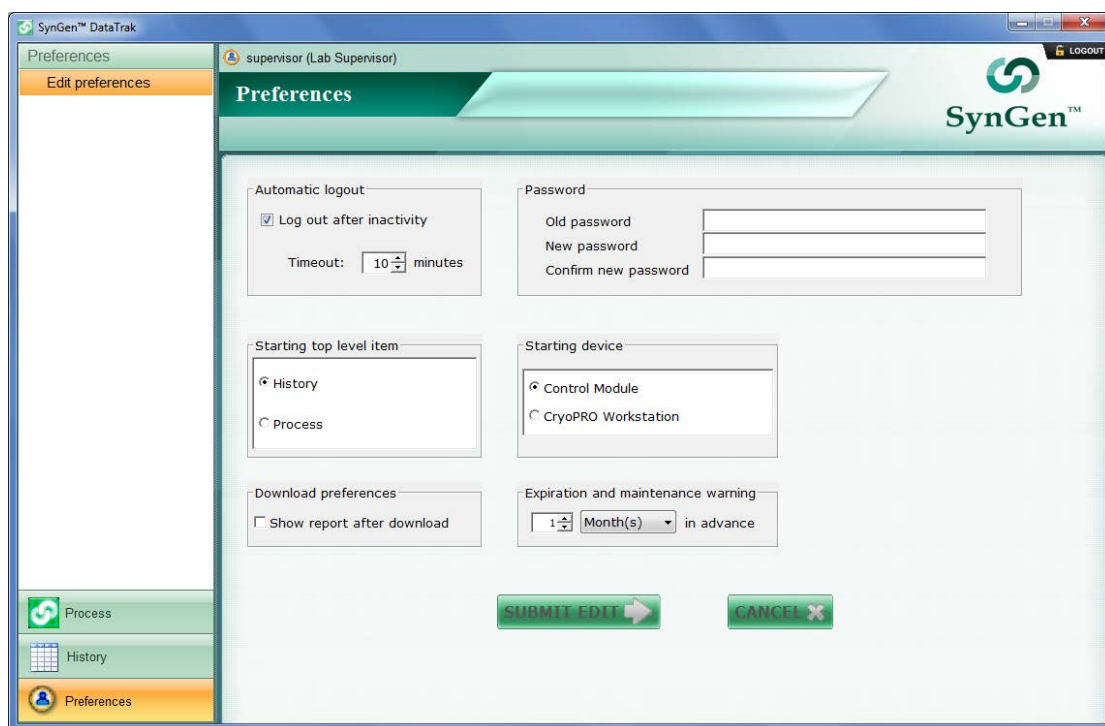 SynGen™ DataTrak
Preferences
Edit preferences
supervisor (Lab Supervisor)
LOGOUT
Preferences
SynGen™
Automatic logout
Log out after inactivity
Timeout: 10 minutes
Password
Old password
New password
Confirm new password
Starting top level item
History
Process
Starting device
Control Module
CryoPRO Workstation
Download preferences
Show report after download
Expiration and maintenance warning
1 Month(s) in advance
SUBMIT EDIT
CANCEL
Process
History
Preferences